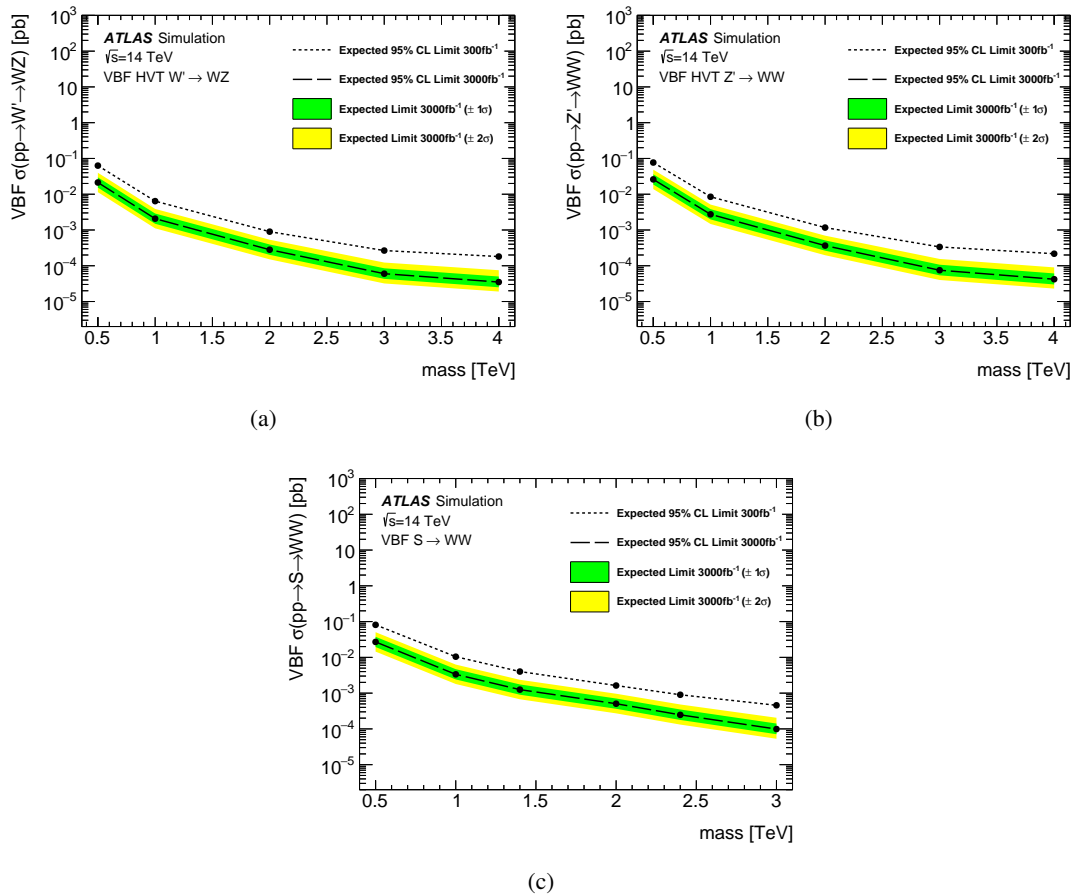 VBF σ(pp→W'→WZ) [pb]
10³
10²
10
1
10⁻¹
10⁻²
10⁻³
10⁻⁴
10⁻⁵
ATLAS Simulation
√s=14 TeV
VBF HVT W' → WZ
Expected 95% CL Limit 300fb⁻¹
Expected 95% CL Limit 3000fb⁻¹
Expected Limit 3000fb⁻¹ (± 1σ)
Expected Limit 3000fb⁻¹ (± 2σ)
0.5 1 1.5 2 2.5 3 3.5 4
mass [TeV]
(a)
VBF σ(pp→Z'→WW) [pb]
10³
10²
10
1
10⁻¹
10⁻²
10⁻³
10⁻⁴
10⁻⁵
ATLAS Simulation
√s=14 TeV
VBF HVT Z' → WW
Expected 95% CL Limit 300fb⁻¹
Expected 95% CL Limit 3000fb⁻¹
Expected Limit 3000fb⁻¹ (± 1σ)
Expected Limit 3000fb⁻¹ (± 2σ)
0.5 1 1.5 2 2.5 3 3.5 4
mass [TeV]
(b)
VBF σ(pp→S→WW) [pb]
10³
10²
10
1
10⁻¹
10⁻²
10⁻³
10⁻⁴
10⁻⁵
ATLAS Simulation
√s=14 TeV
VBF S → WW
Expected 95% CL Limit 300fb⁻¹
Expected 95% CL Limit 3000fb⁻¹
Expected Limit 3000fb⁻¹ (± 1σ)
Expected Limit 3000fb⁻¹ (± 2σ)
0.5 1 1.5 2 2.5 3
mass [TeV]
(c)